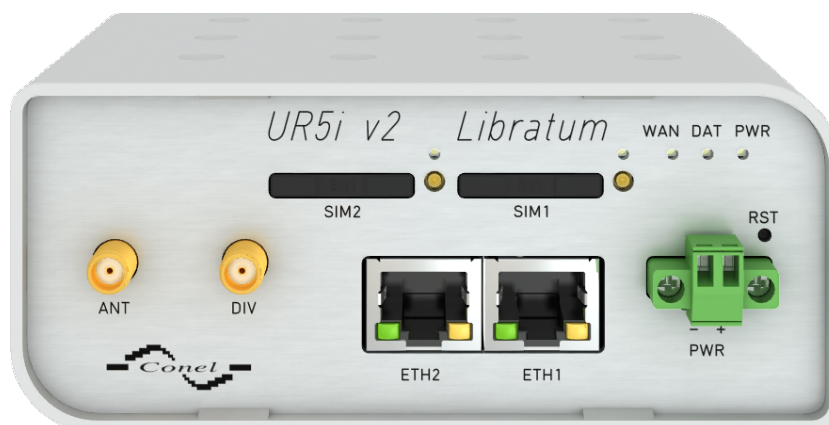 UR5i v2 Libratum
WAN DAT PWR
SIM2 SIM1
RST
ANT DIV
- +
PWR
Conel
ETH2 ETH1